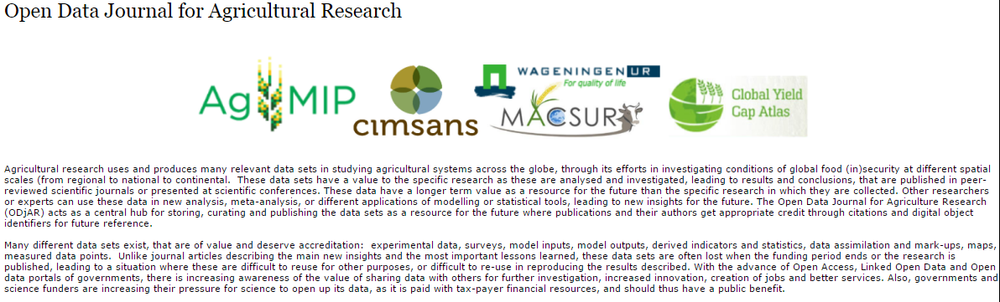 Open Data Journal for Agricultural Research
AgMIP
cimsans
WAGENINGEN UR
For quality of life
MACSUR
Global Yield
Gap Atlas
Agricultural research uses and produces many relevant data sets in studying agricultural systems across the globe, through its efforts in investigating conditions of global food (in)security at different spatial
scales (from regional to national to continental.  These data sets have a value to the specific research as these are analysed and investigated, leading to results and conclusions, that are published in peer-
reviewed scientific journals or presented at scientific conferences. These data have a longer term value as a resource for the future than the specific research in which they are collected. Other researchers
or experts can use these data in new analysis, meta-analysis, or different applications of modelling or statistical tools, leading to new insights for the future. The Open Data Journal for Agriculture Research
(ODjAR) acts as a central hub for storing, curating and publishing the data sets as a resource for the future where publications and their authors get appropriate credit through citations and digital object
identifiers for future reference.
Many different data sets exist, that are of value and deserve accreditation:  experimental data, surveys, model inputs, model outputs, derived indicators and statistics, data assimilation and mark-ups, maps,
measured data points.  Unlike journal articles describing the main new insights and the most important lessons learned, these data sets are often lost when the funding period ends or the research is
published, leading to a situation where these are difficult to reuse for other purposes, or difficult to re-use in reproducing the results described. With the advance of Open Access, Linked Open Data and Open
data portals of governments, there is increasing awareness of the value of sharing data with others for further investigation, increased innovation, creation of jobs and better services. Also, governments and
science funders are increasing their pressure for science to open up its data, as it is paid with tax-payer financial resources, and should thus have a public benefit.